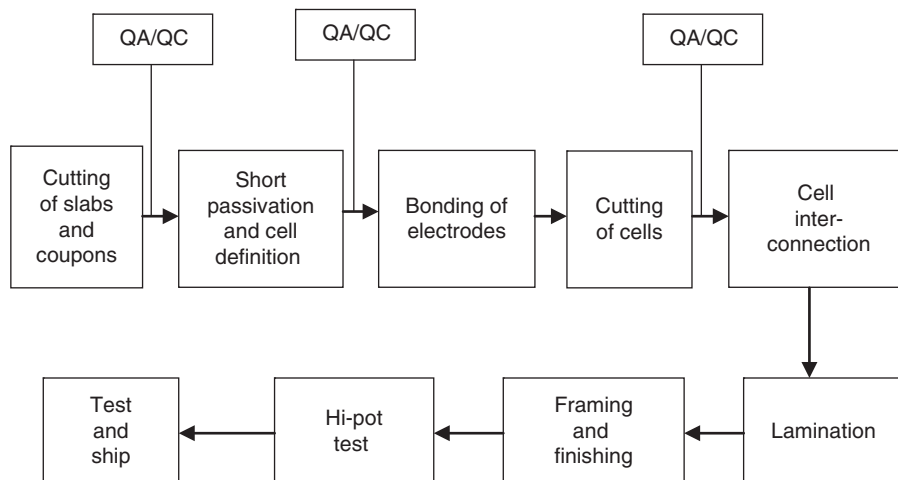 QA/QC
QA/QC
QA/QC
Cutting
of slabs
and
coupons
Short
passivation
and cell
definition
Bonding of
electrodes
Cutting
of cells
Cell
inter-
connection
Lamination
Framing
and
finishing
Hi-pot
test
Test
and
ship